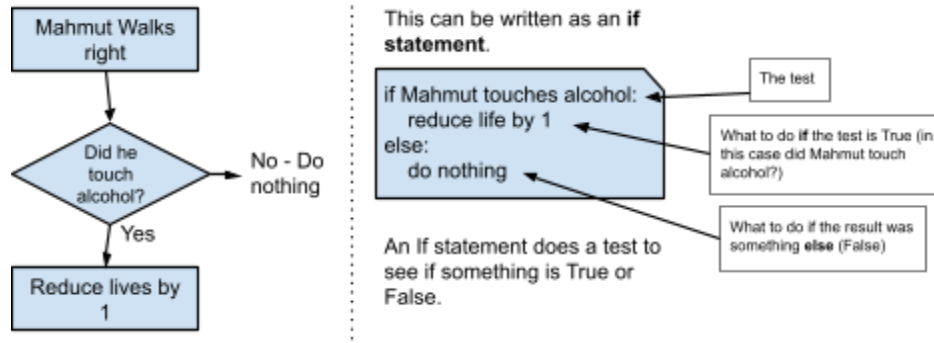 Mahmut Walks
right
Did he
touch
alcohol?
No - Do
nothing
Yes
Reduce lives by
1
This can be written as an if
statement.
if Mahmut touches alcohol:
reduce life by 1
else:
do nothing
The test
What to do if the test is True (in
this case did Mahmut touch
alcohol?)
What to do if the result was
something else (False)
An If statement does a test to
see if something is True or
False.